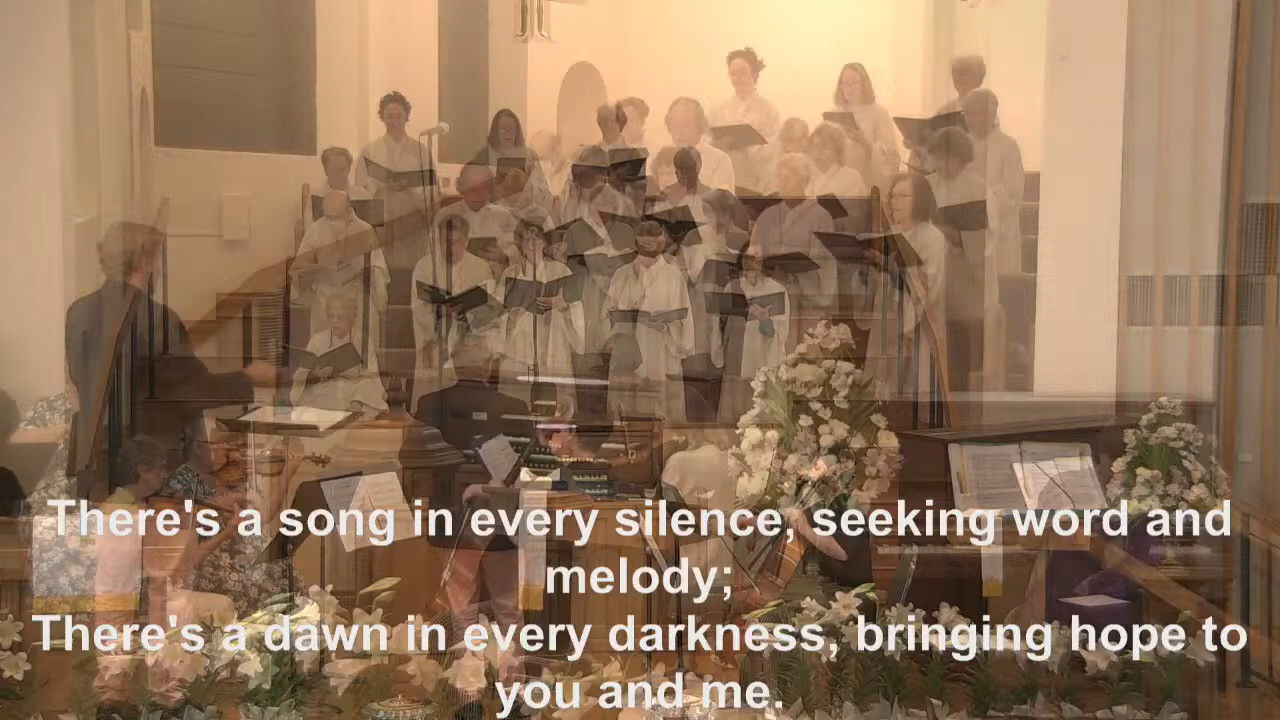 There's a song in every silence, seeking word and
melody;
There's a dawn in every darkness, bringing hope to
you and me.